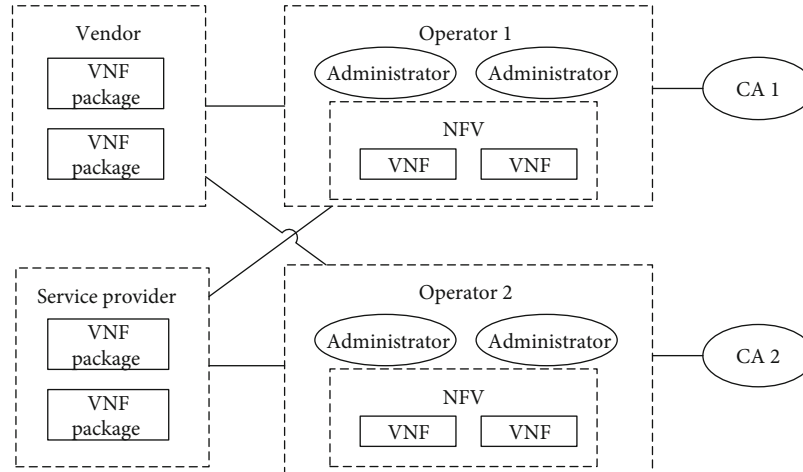 Vendor
VNF
package
VNF
package
Operator 1
Administrator Administrator
NFV
VNF VNF
CA 1
Service provider
VNF
package
VNF
package
Operator 2
Administrator Administrator
NFV
VNF VNF
CA 2